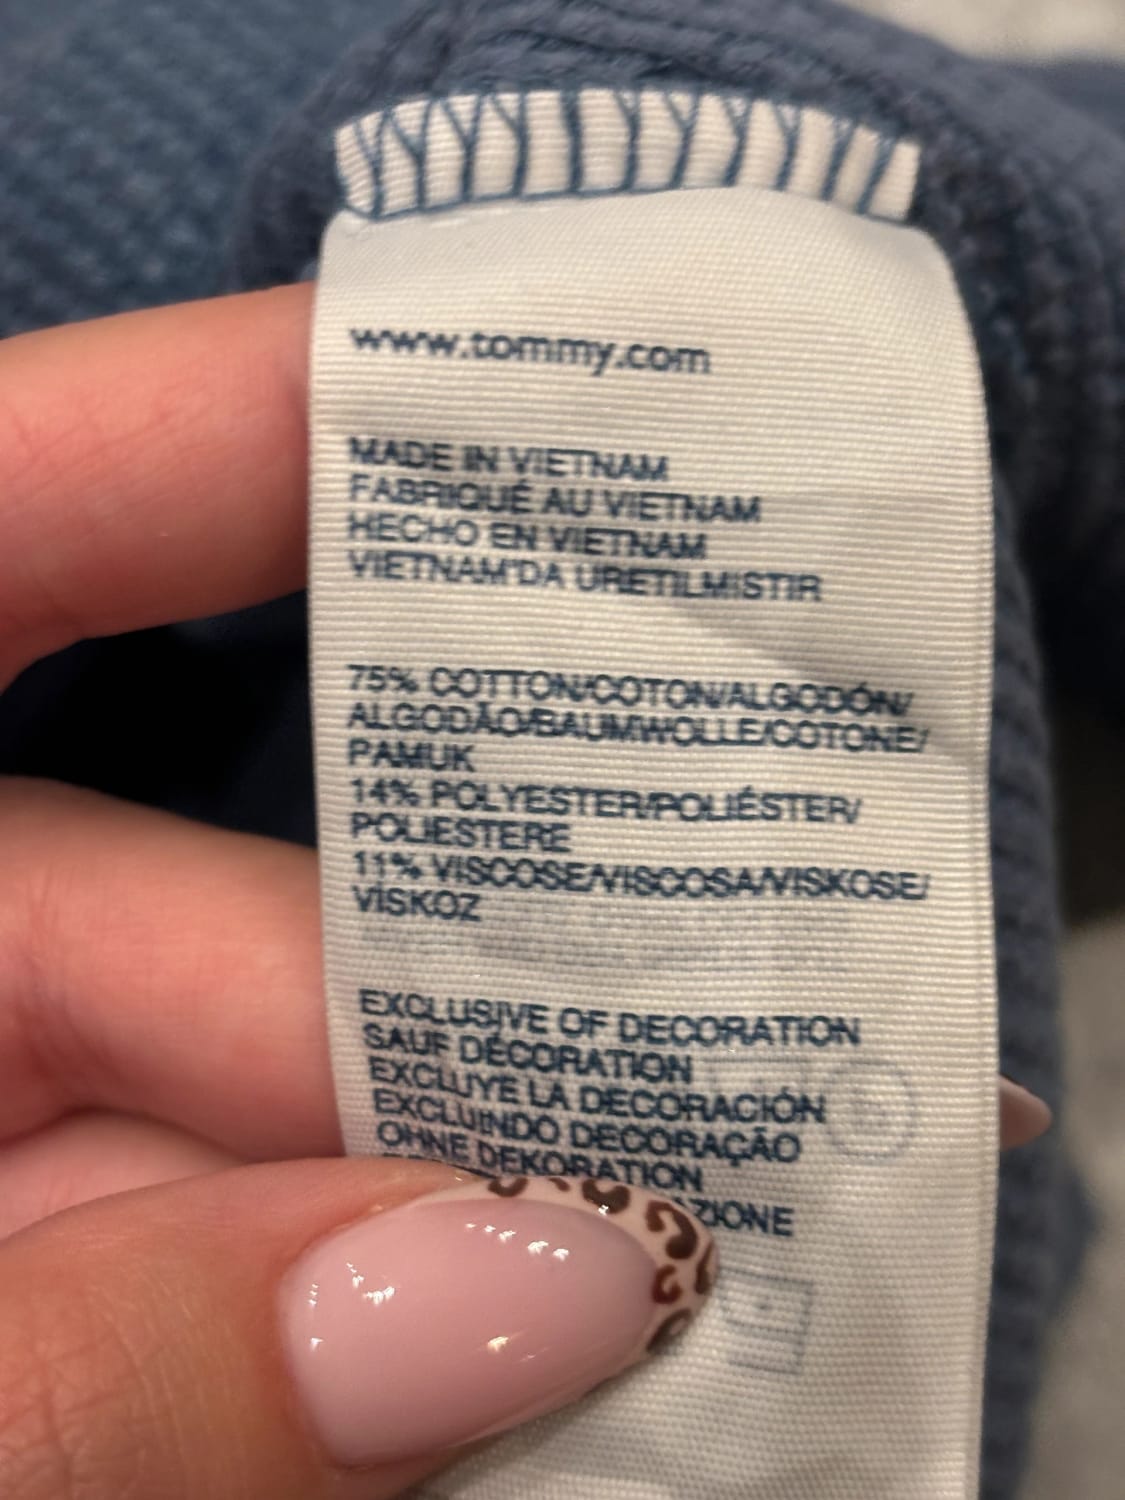 www.tommy.com
MADE IN VIETNAM
FABRIQUÉ AU VIETNAM
HECHO EN VIETNAM
VIETNAM'DA URETILMISTIR
75% COTTON/COTON/ALGODÓN/
ALGODÃO/BAUMWOLLE/COTONE/
PAMUK
14% POLYESTER/POLIÉSTER/
POLIESTERE
11% VISCOSE/VISCOSA/VISKOSE/
VİSKOZ
EXCLUSIVE OF DECORATION
SAUF DÉCORATION
EXCLUYE LA DECORACIÓN
EXCLUINDO DECORAÇÃO
OHNE DEKORATION